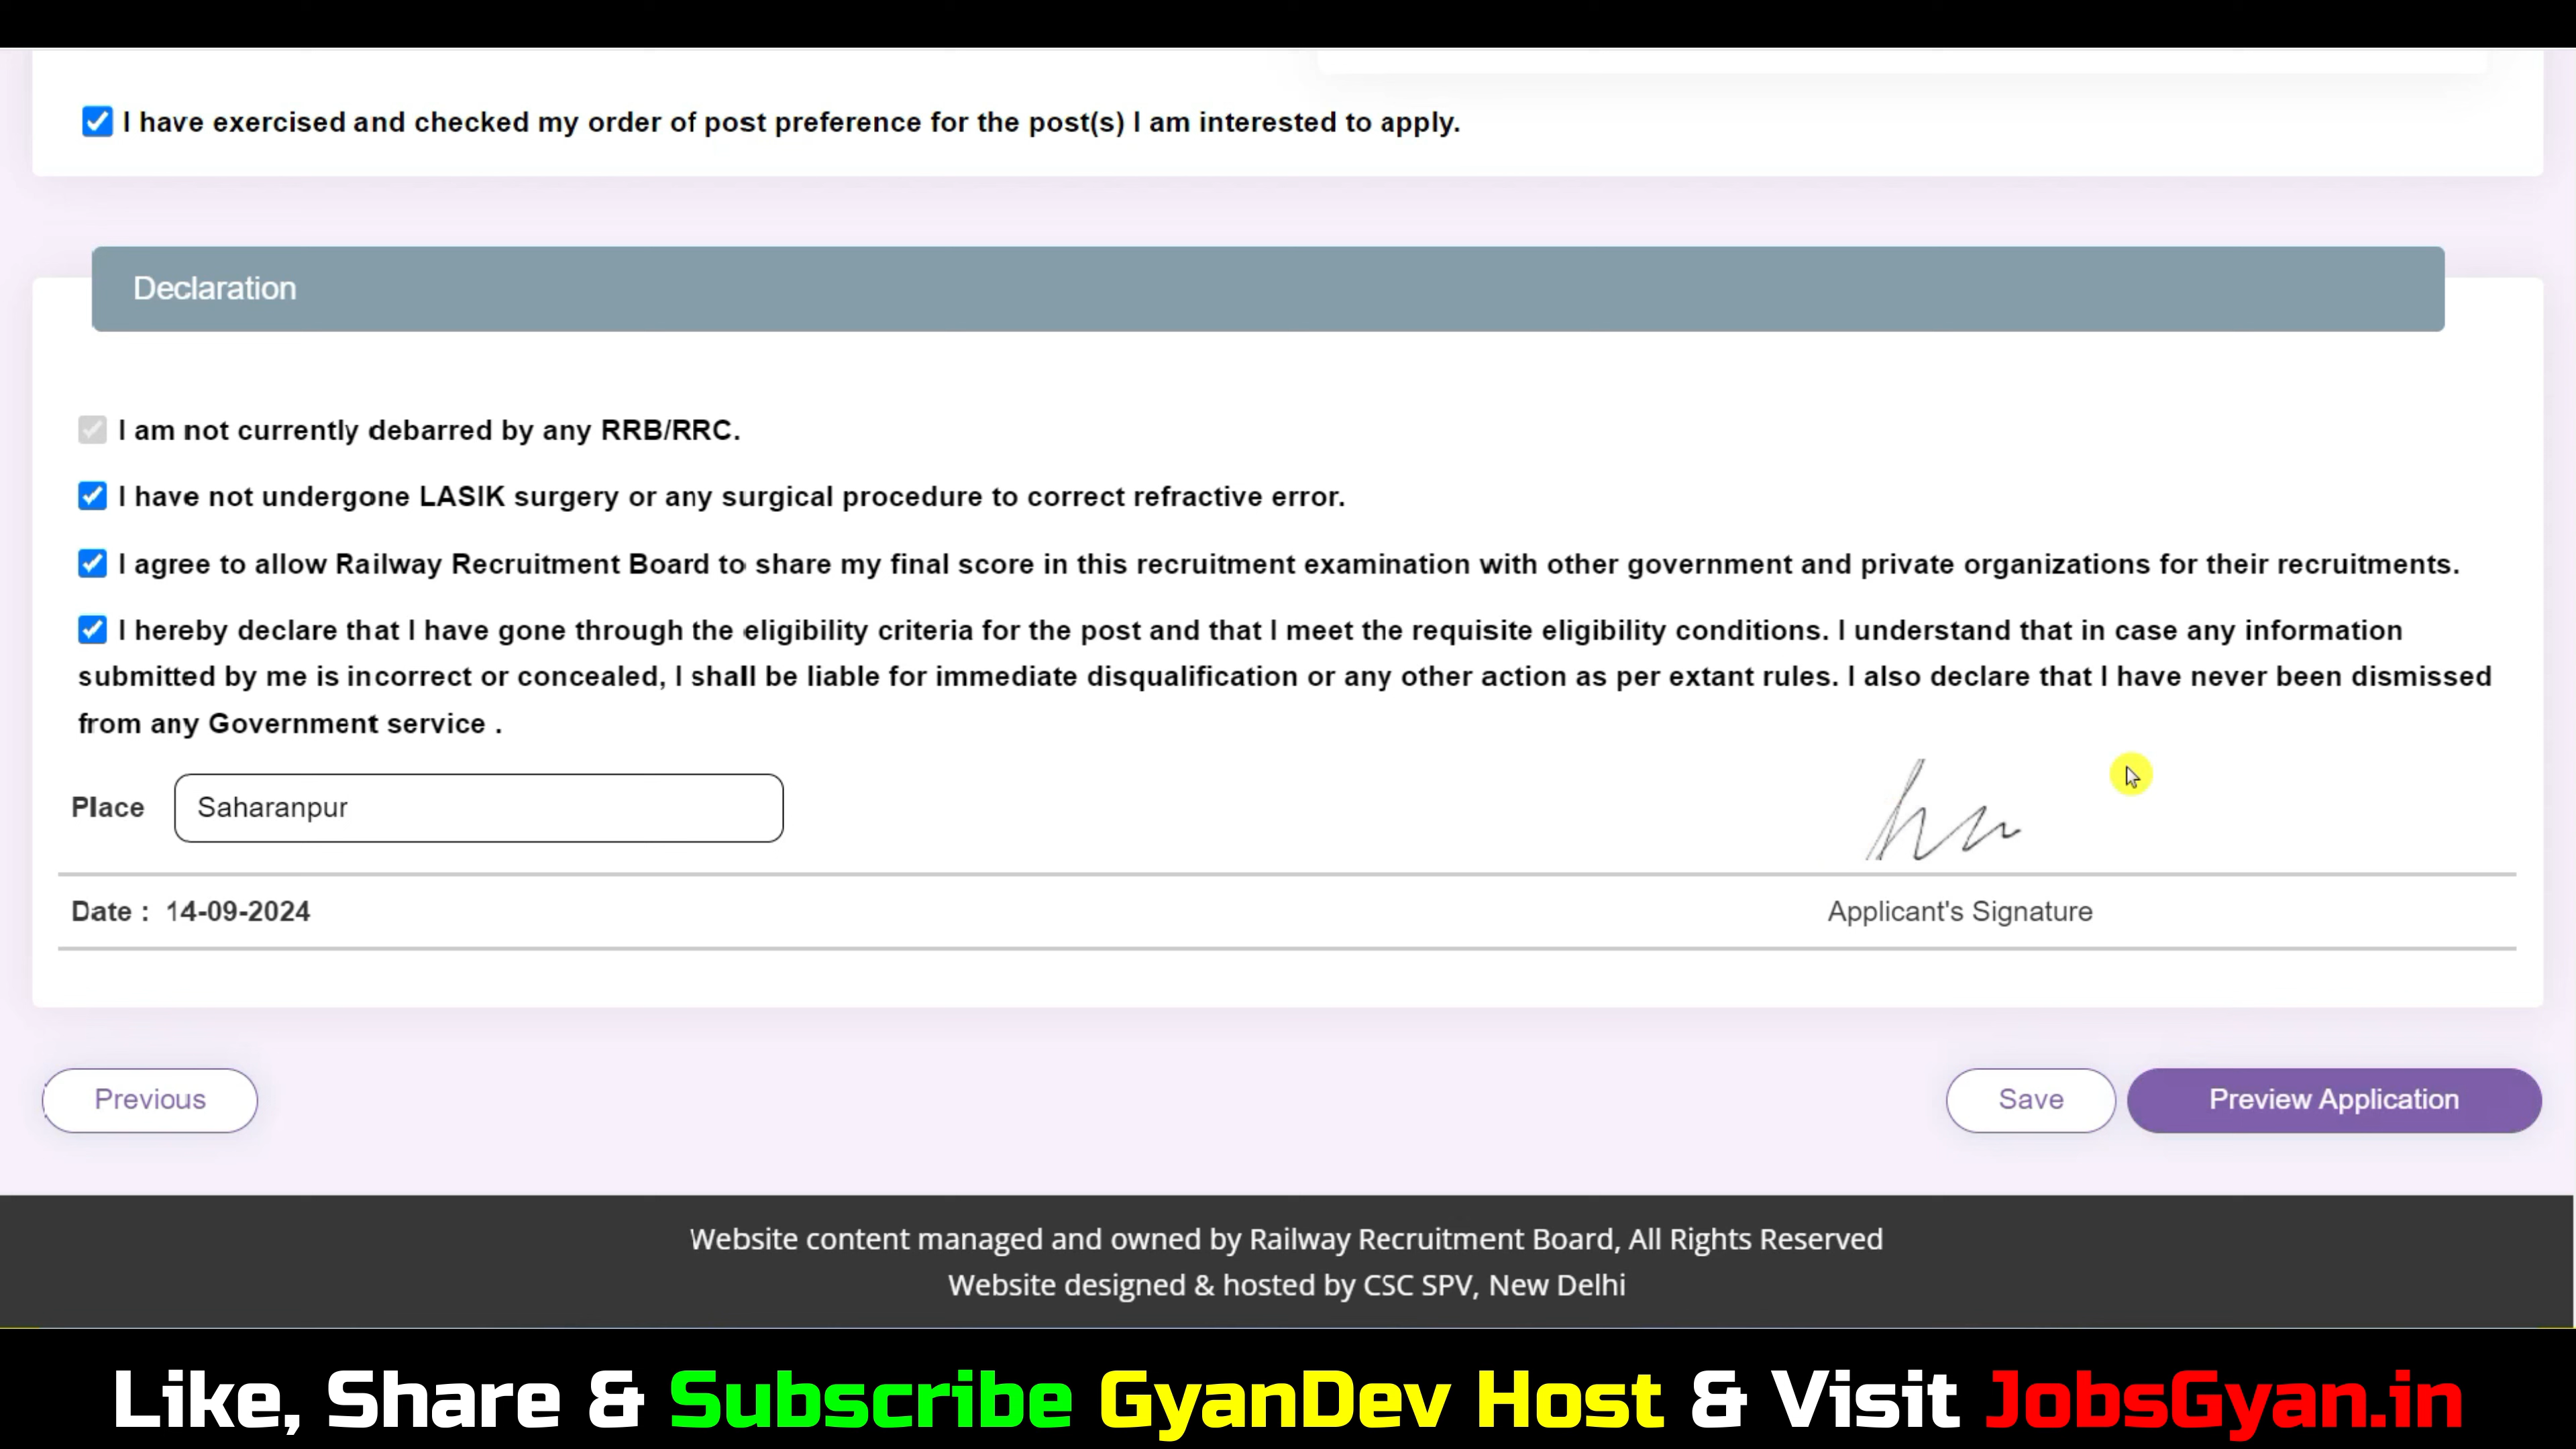 I have exercised and checked my order of post preference for the post(s) I am interested to apply.
Declaration
I am not currently debarred by any RRB/RRC.
I have not undergone LASIK surgery or any surgical procedure to correct refractive error.
I agree to allow Railway Recruitment Board to share my final score in this recruitment examination with other government and private organizations for their recruitments.
I hereby declare that I have gone through the eligibility criteria for the post and that I meet the requisite eligibility conditions. I understand that in case any information
submitted by me is incorrect or concealed, I shall be liable for immediate disqualification or any other action as per extant rules. I also declare that I have never been dismissed
from any Government service .
Place Saharanpur
Date : 14-09-2024 Applicant's Signature
Previous Save Preview Application
Website content managed and owned by Railway Recruitment Board, All Rights Reserved
Website designed & hosted by CSC SPV, New Delhi
Like, Share & Subscribe GyanDev Host & Visit JobsGyan.in